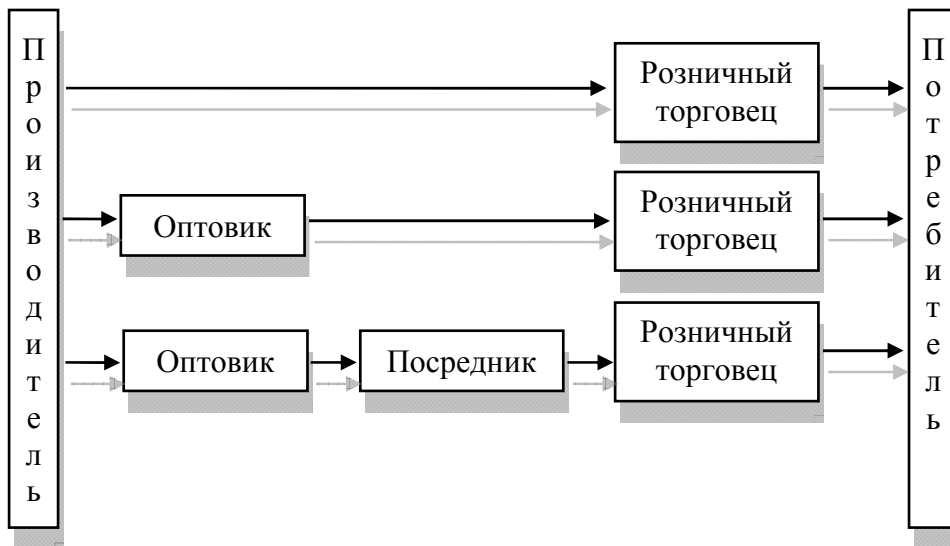 Производитель
Розничный
торговец
Оптовик
Розничный
торговец
Оптовик
Посредник
Розничный
торговец
Потребитель